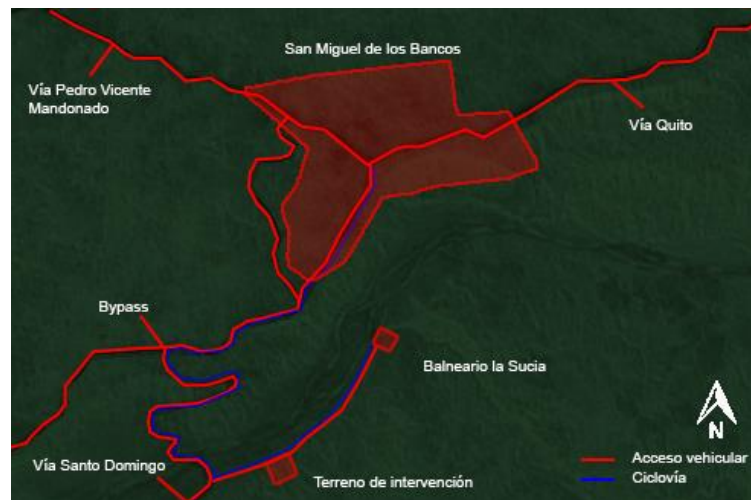 San Miguel de los Bancos
Vía Pedro Vicente
Mandonado
Vía Quito
Bypass
Balneario la Sucia
N
Vía Santo Domingo
Terreno de intervención
Acceso vehicular
Ciclovía